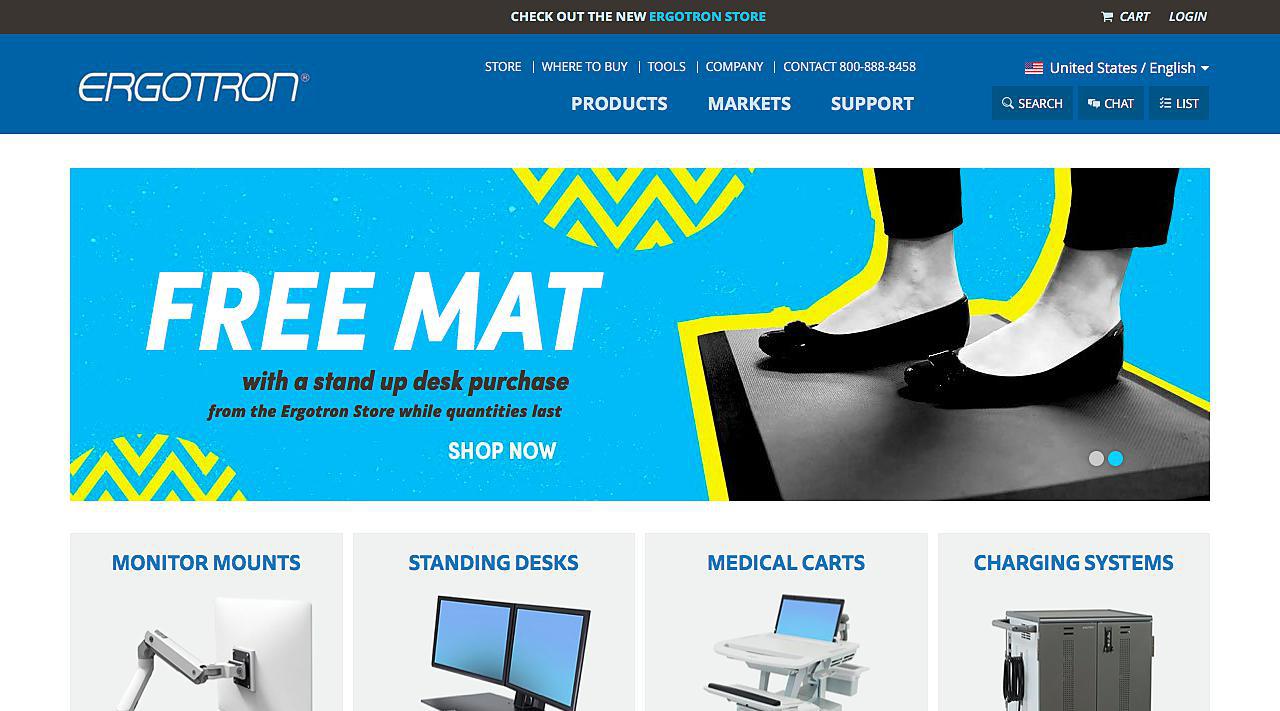 CHECK OUT THE NEW ERGOTRON STORE
CART LOGIN
ERGOTRON®
STORE | WHERE TO BUY | TOOLS | COMPANY | CONTACT 800-888-8458
United States / English
PRODUCTS MARKETS SUPPORT
SEARCH CHAT LIST
FREE MAT
with a stand up desk purchase
from the Ergotron Store while quantities last
SHOP NOW
MONITOR MOUNTS
STANDING DESKS
MEDICAL CARTS
CHARGING SYSTEMS